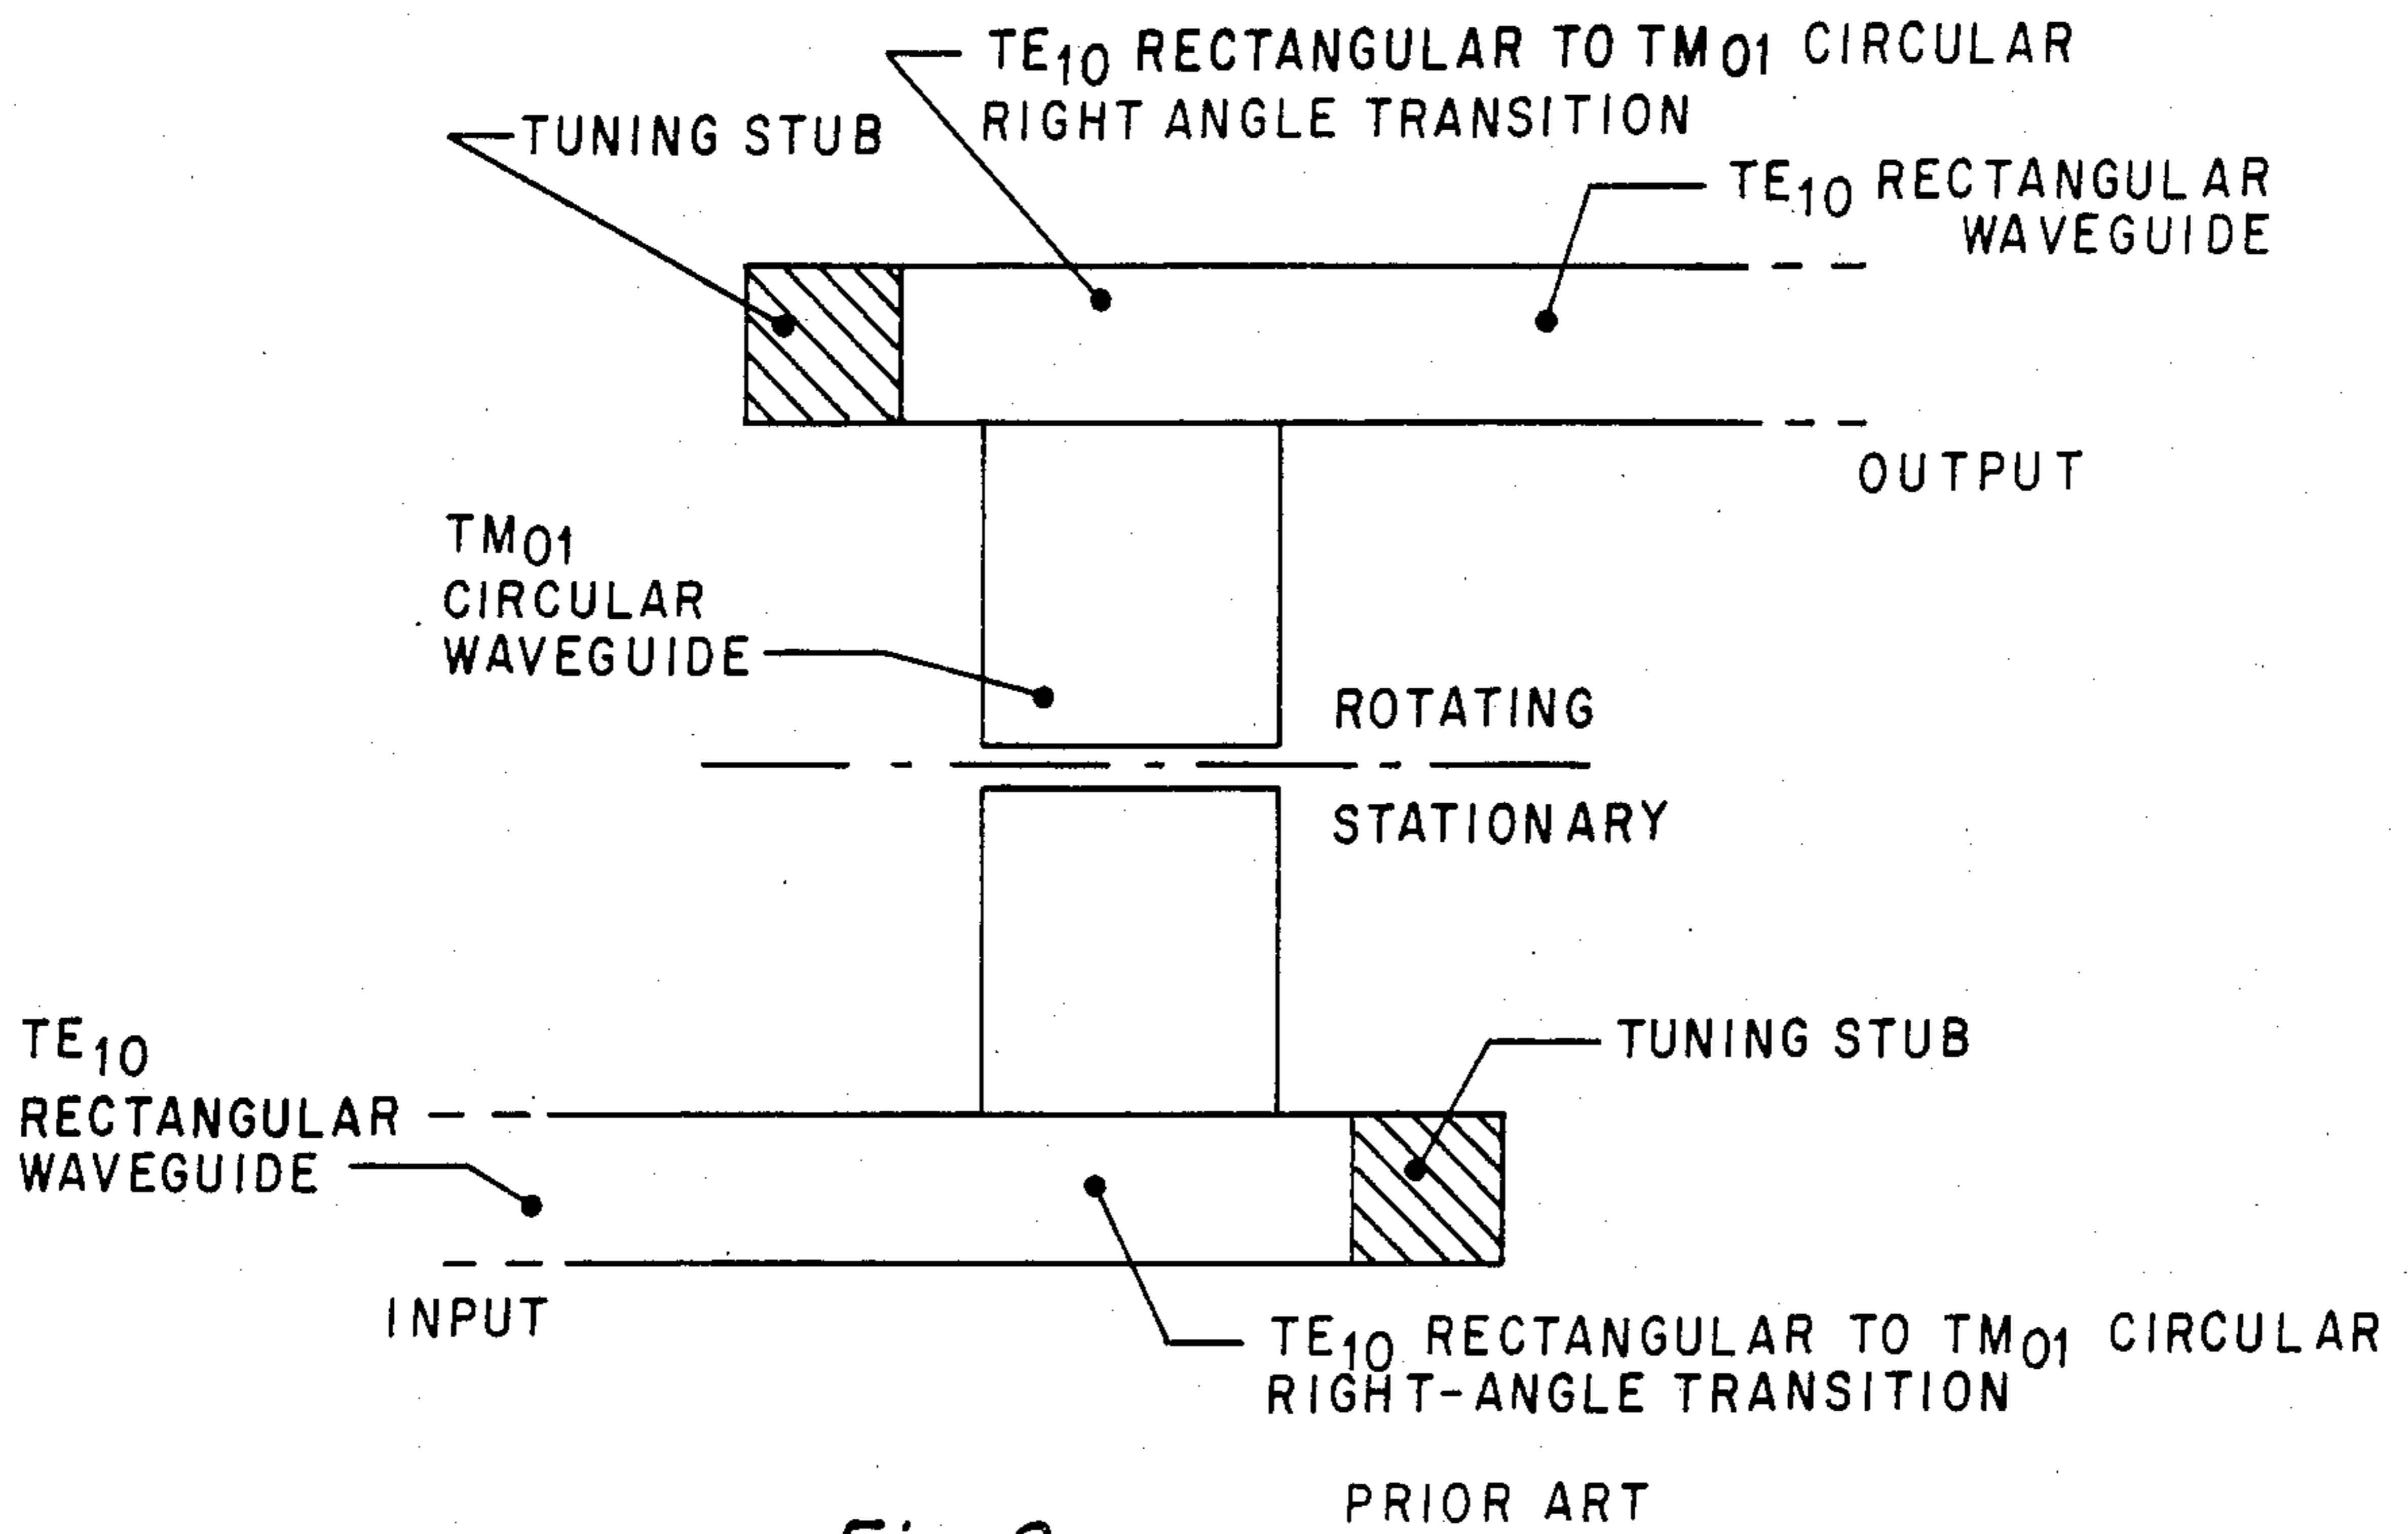 TE10 RECTANGULAR TO TM01 CIRCULAR
RIGHT ANGLE TRANSITION
TUNING STUB
TE10 RECTANGULAR
WAVEGUIDE
OUTPUT
TM01
CIRCULAR
WAVEGUIDE
ROTATING
STATIONARY
TE10
RECTANGULAR
WAVEGUIDE
TUNING STUB
INPUT
TE10 RECTANGULAR TO TM01 CIRCULAR
RIGHT-ANGLE TRANSITION
PRIOR ART